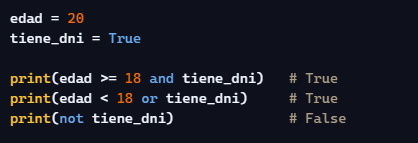 edad = 20
tiene_dni = True
print(edad >= 18 and tiene_dni)   # True
print(edad < 18 or tiene_dni)     # True
print(not tiene_dni)              # False